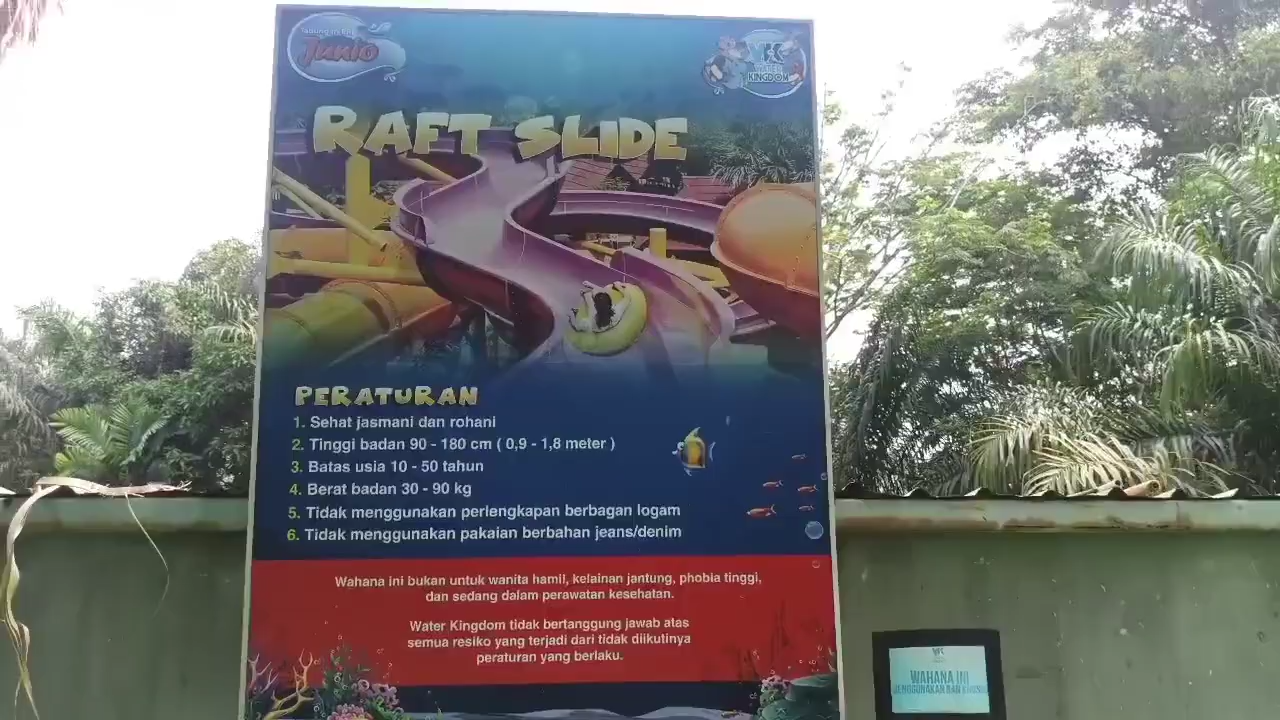 Junio
WATER
KINGDOM
RAFT SLIDE
PERATURAN
1. Sehat jasmani dan rohani
2. Tinggi badan 90 - 180 cm ( 0,9 - 1,8 meter )
3. Batas usia 10 - 50 tahun
4. Berat badan 30 - 90 kg
5. Tidak menggunakan perlengkapan berbagan logam
6. Tidak menggunakan pakaian berbahan jeans/denim
Wahana ini bukan untuk wanita hamil, kelainan jantung, phobia tinggi,
dan sedang dalam perawatan kesehatan.
Water Kingdom tidak bertanggung jawab atas
semua resiko yang terjadi dari tidak diikutinya
peraturan yang berlaku.
WAHANA INI
MENGGUNAKAN BAN KHUSUS